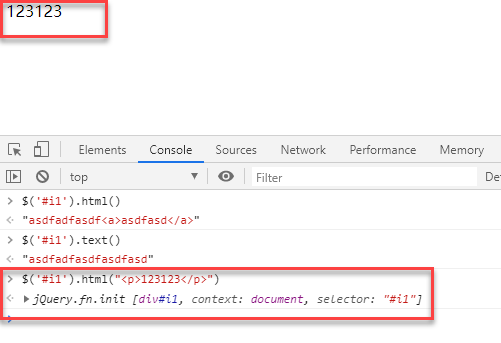 123123
Elements Console Sources Network Performance Memory
top ▼ Filter Def
> $('#i1').html()
< "asdfadfasdf<a>asdfasd</a>"
> $('#i1').text()
< "asdfadfasdfasdfasd"
> $('#i1').html("<p>123123</p>")
< ▶ jQuery.fn.init [div#i1, context: document, selector: "#i1"]
>